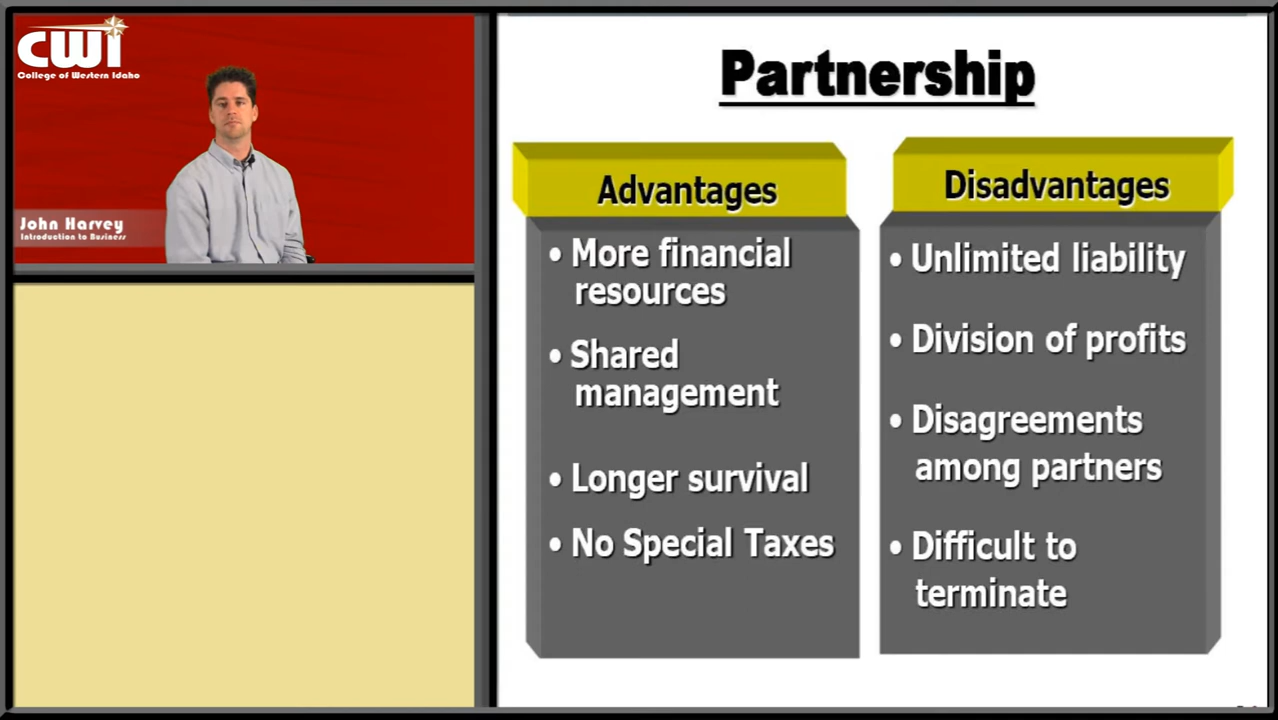 CWI
College of Western Idaho
John Harvey
Introduction to Business
Partnership
Advantages
• More financial
resources
• Shared
management
• Longer survival
• No Special Taxes
Disadvantages
• Unlimited liability
• Division of profits
• Disagreements
among partners
• Difficult to
terminate